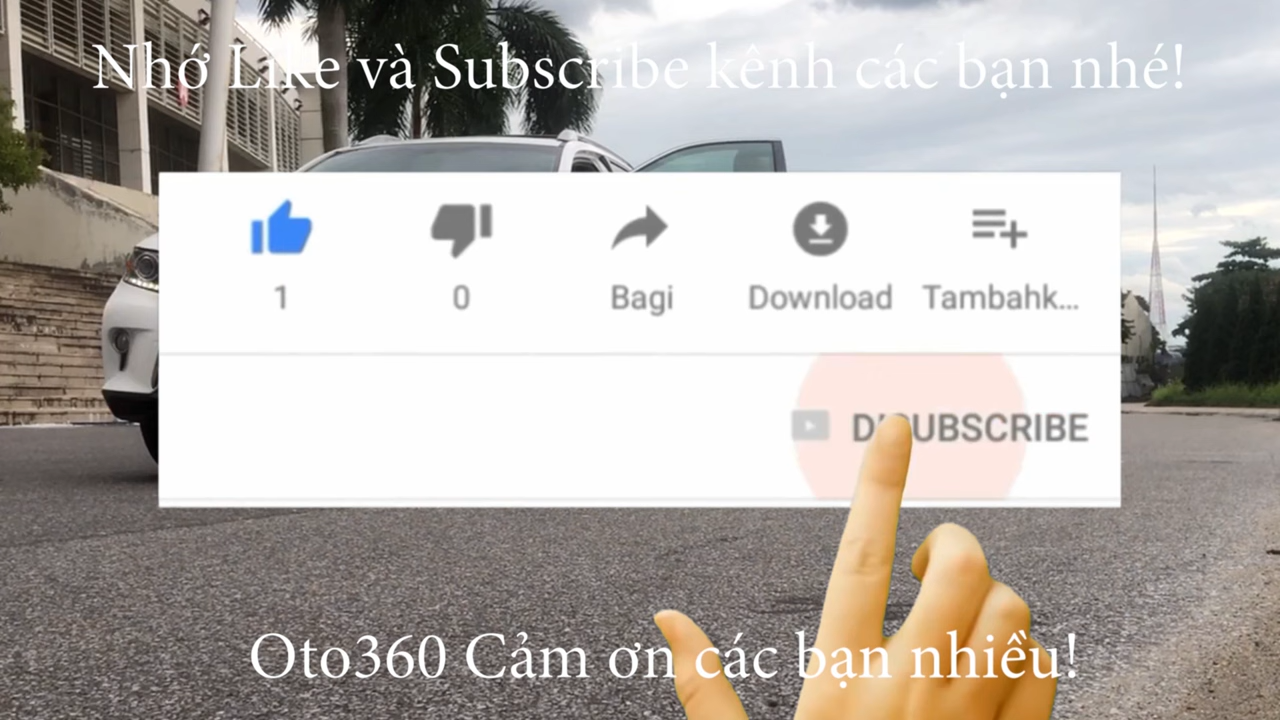 Nhớ Like và Subscribe kênh các bạn nhé!
1
0
Bagi
Download
Tambahk...
DISUBSCRIBE
Oto360 Cảm ơn các bạn nhiều!